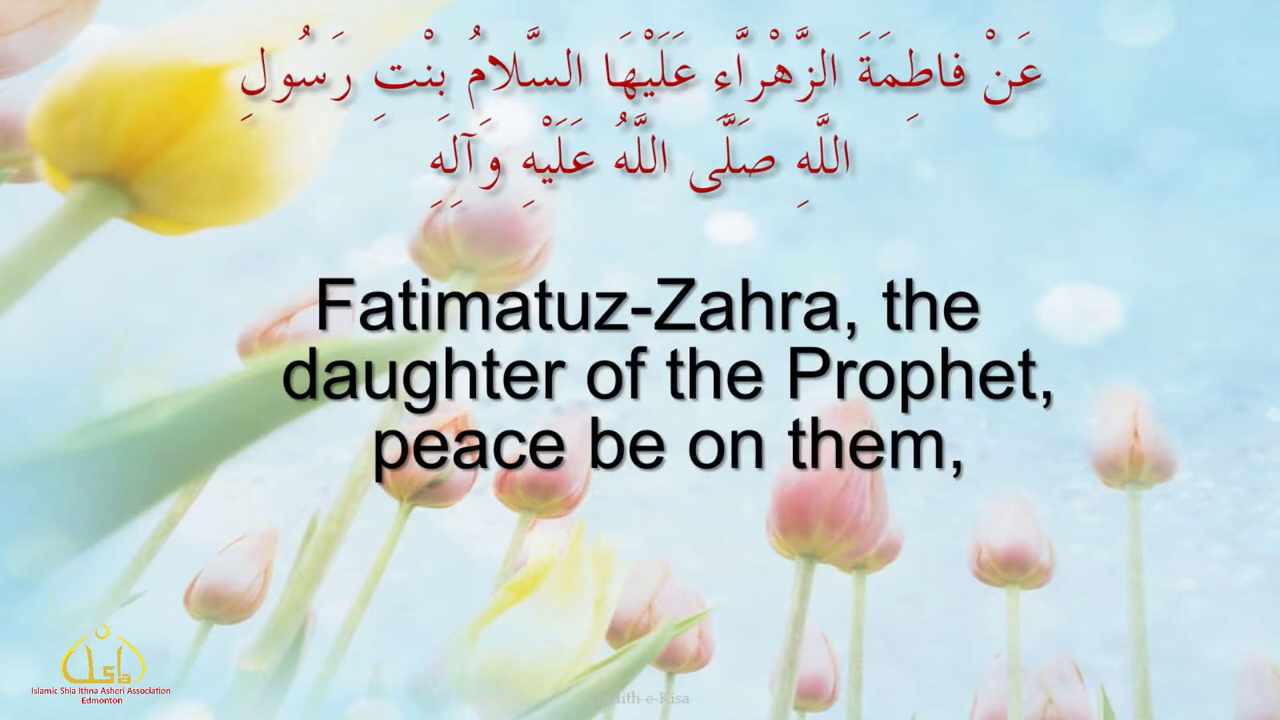 عَنْ فاطِمَةَ الزَّهْراَّءِ عَلَيْهَا السَّلامُ بِنْتِ رَسُولِ
اللَّهِ صَلَّى اللَّهُ عَلَيْهِ وَآلِهِ
Fatimatuz-Zahra, the
daughter of the Prophet,
peace be on them,
Islamic Shia Ithna Asheri Association
Edmonton